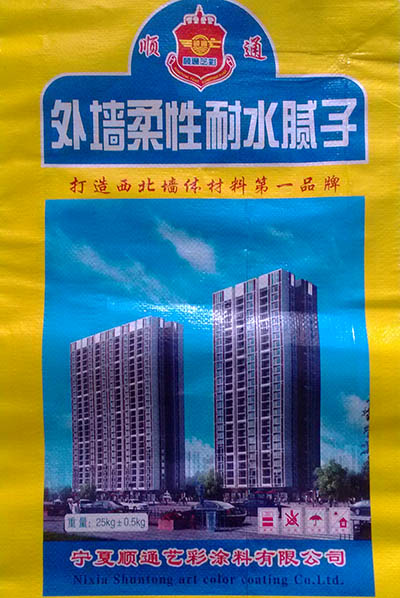 顺 通
顺通艺彩
外墙柔性耐水腻子
打造西北墙体材料第一品牌
重量:25kg±0.5kg
宁夏顺通艺彩涂料有限公司
Nixia Shuntong art color coating Co.Ltd.